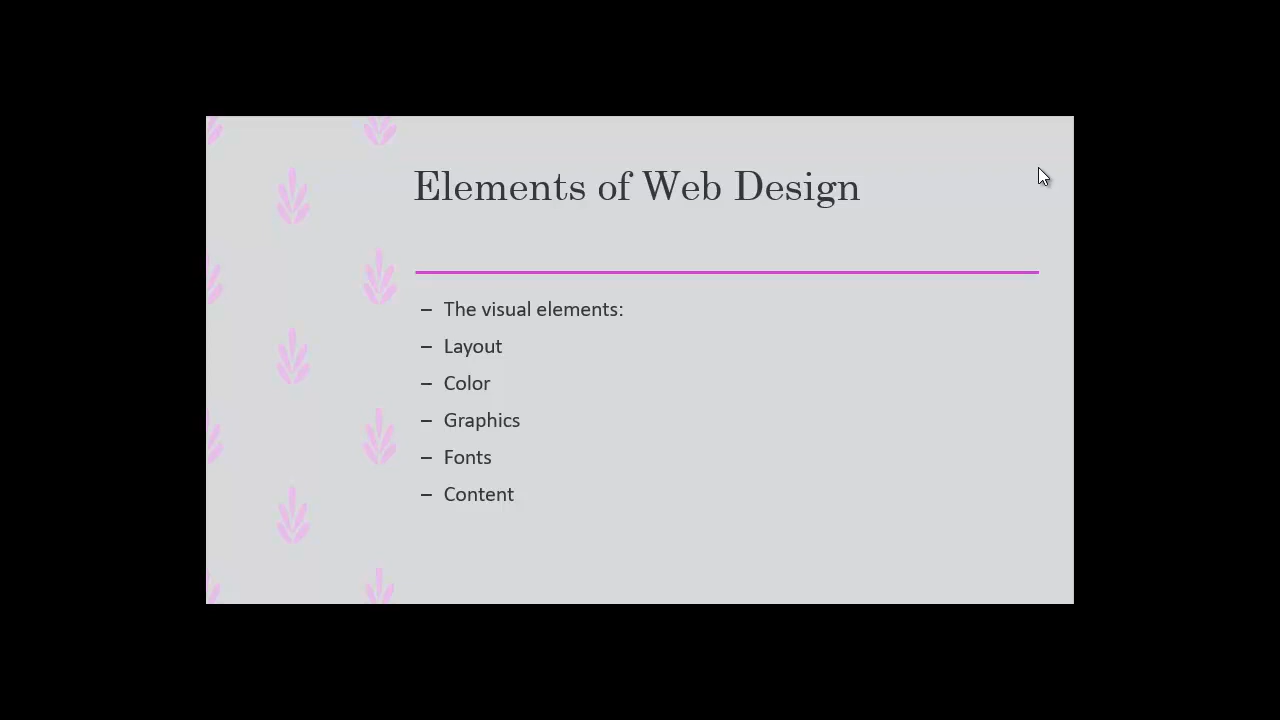 Elements of Web Design
– The visual elements:
– Layout
– Color
– Graphics
– Fonts
– Content